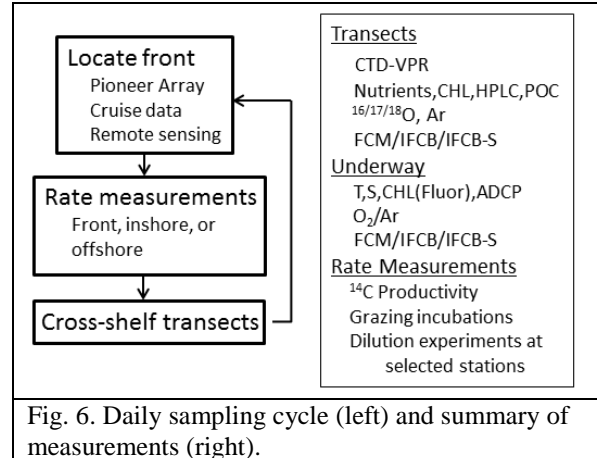 Locate front
Pioneer Array
Cruise data
Remote sensing
Rate measurements
Front, inshore, or
offshore
Cross-shelf transects
Transects
CTD-VPR
Nutrients,CHL,HPLC,POC
16/17/18O, Ar
FCM/IFCB/IFCB-S
Underway
T,S,CHL(Fluor),ADCP
O2/Ar
FCM/IFCB/IFCB-S
Rate Measurements
14C Productivity
Grazing incubations
Dilution experiments at
selected stations
Fig. 6. Daily sampling cycle (left) and summary of
measurements (right).